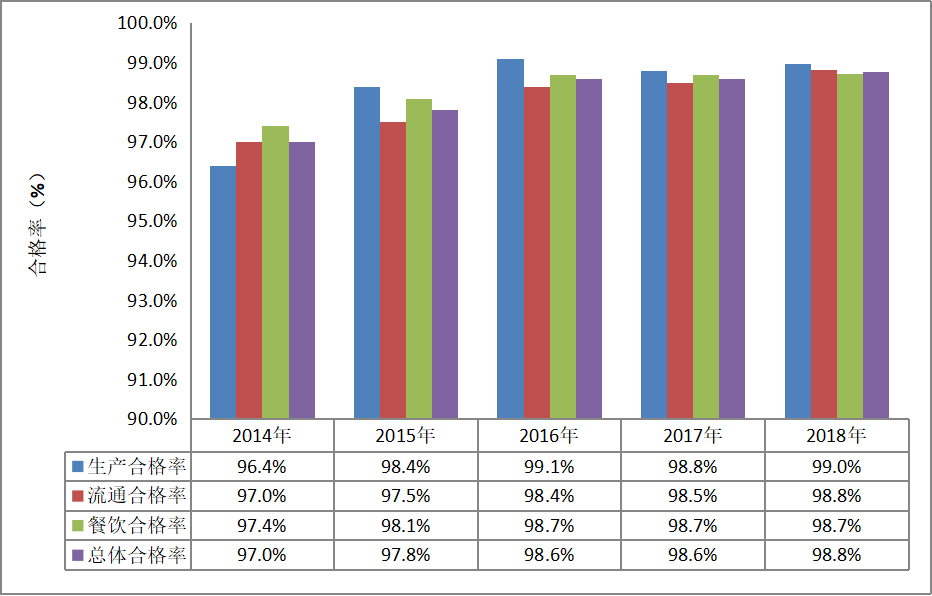 100.0%
99.0%
98.0%
97.0%
96.0%
95.0%
94.0%
93.0%
92.0%
91.0%
90.0%
合格率（%）
2014年 2015年 2016年 2017年 2018年
生产合格率 96.4% 98.4% 99.1% 98.8% 99.0%
流通合格率 97.0% 97.5% 98.4% 98.5% 98.8%
餐饮合格率 97.4% 98.1% 98.7% 98.7% 98.7%
总体合格率 97.0% 97.8% 98.6% 98.6% 98.8%